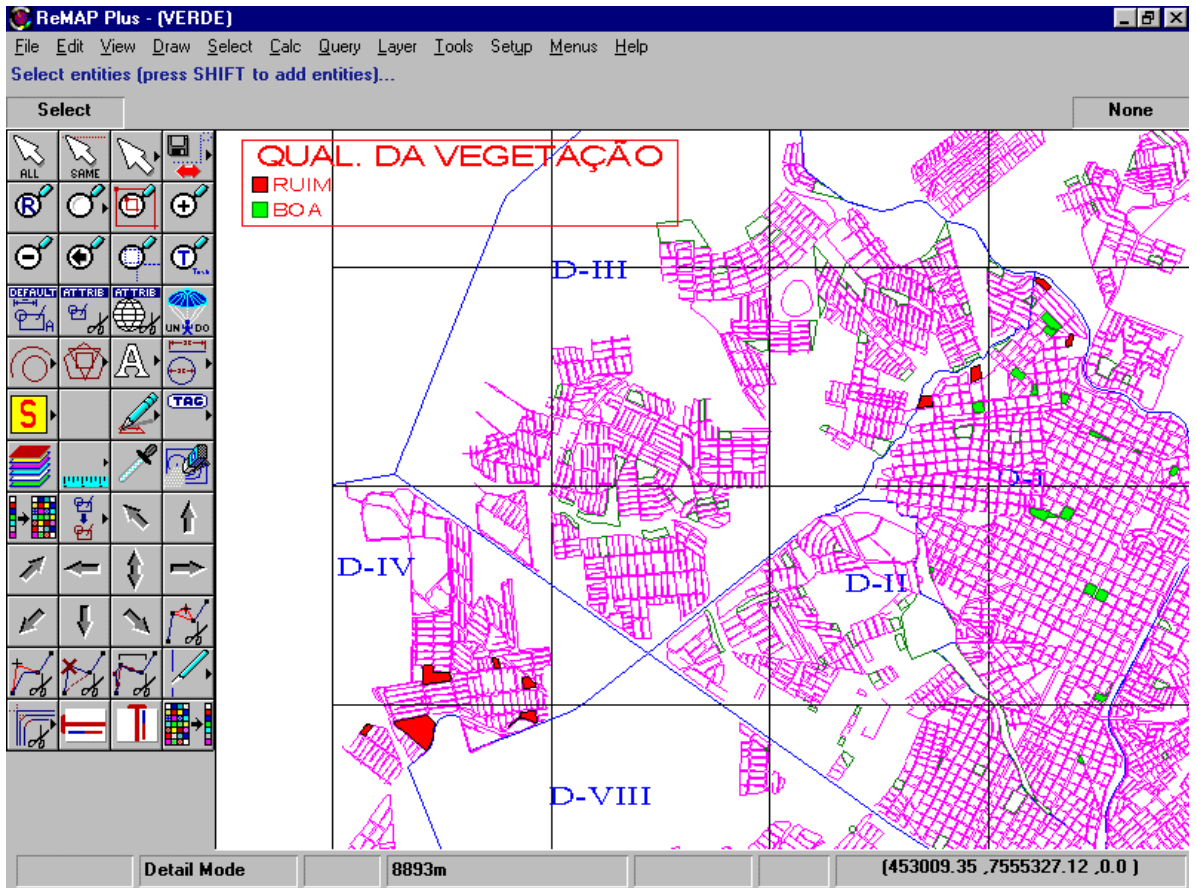 ReMAP Plus - (VERDE)
File Edit View Draw Select Calc Query Layer Tools Setup Menus Help
Select entities (press SHIFT to add entities)...
Select
None
ALL
SAME
R
T
DEFAULT
ATTRIB
ATTRIB
A
UN DO
A
S
TAG
QUAL. DA VEGETAÇÃO
RUIM
BOA
D-III
D-I
D-IV
D-II
D-VIII
Detail Mode
8893m
(453009.35 ,7555327.12 ,0.0 )